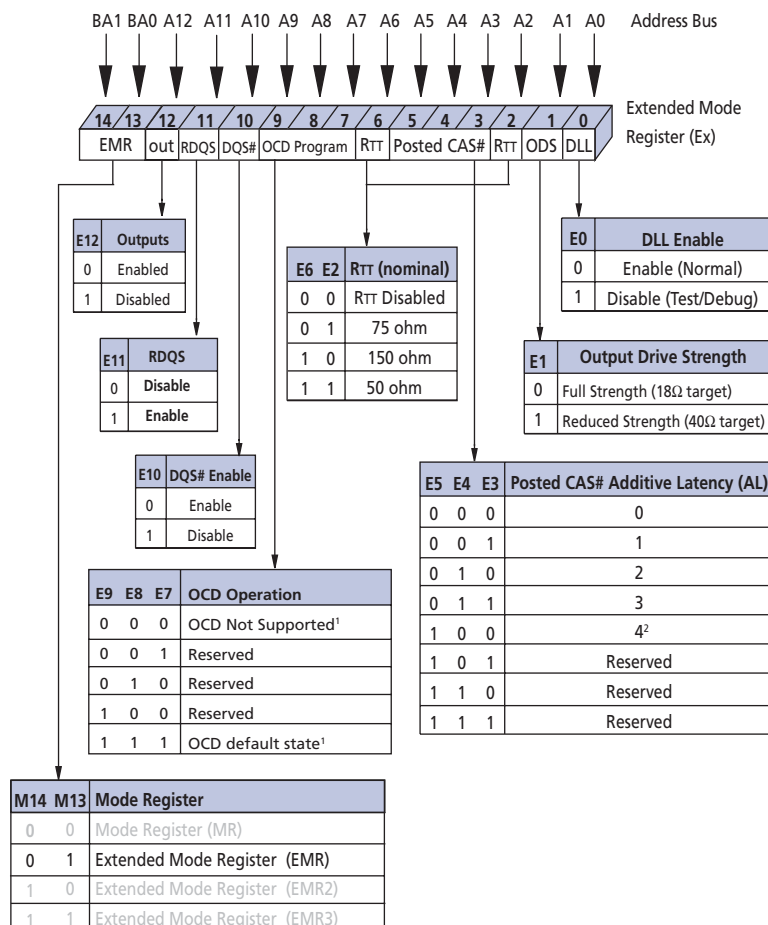 BA1 BA0 A12 A11 A10 A9 A8 A7 A6 A5 A4 A3 A2 A1 A0 Address Bus
14 13 12 11 10 9 8 7 6 5 4 3 2 1 0
EMR out RDQS DQS# OCD Program RTT Posted CAS# RTT ODS DLL
Extended Mode
Register (Ex)
E12 Outputs
0 Enabled
1 Disabled
E11 RDQS
0 Disable
1 Enable
E10 DQS# Enable
0 Enable
1 Disable
E6 E2 RTT (nominal)
0 0 RTT Disabled
0 1 75 ohm
1 0 150 ohm
1 1 50 ohm
E0 DLL Enable
0 Enable (Normal)
1 Disable (Test/Debug)
E1 Output Drive Strength
0 Full Strength (18Ω target)
1 Reduced Strength (40Ω target)
E5 E4 E3 Posted CAS# Additive Latency (AL)
0 0 0 0
0 0 1 1
0 1 0 2
0 1 1 3
1 0 0 4²
1 0 1 Reserved
1 1 0 Reserved
1 1 1 Reserved
E9 E8 E7 OCD Operation
0 0 0 OCD Not Supported¹
0 0 1 Reserved
0 1 0 Reserved
1 0 0 Reserved
1 1 1 OCD default state¹
M14 M13 Mode Register
0 0 Mode Register (MR)
0 1 Extended Mode Register (EMR)
1 0 Extended Mode Register (EMR2)
1 1 Extended Mode Register (EMR3)